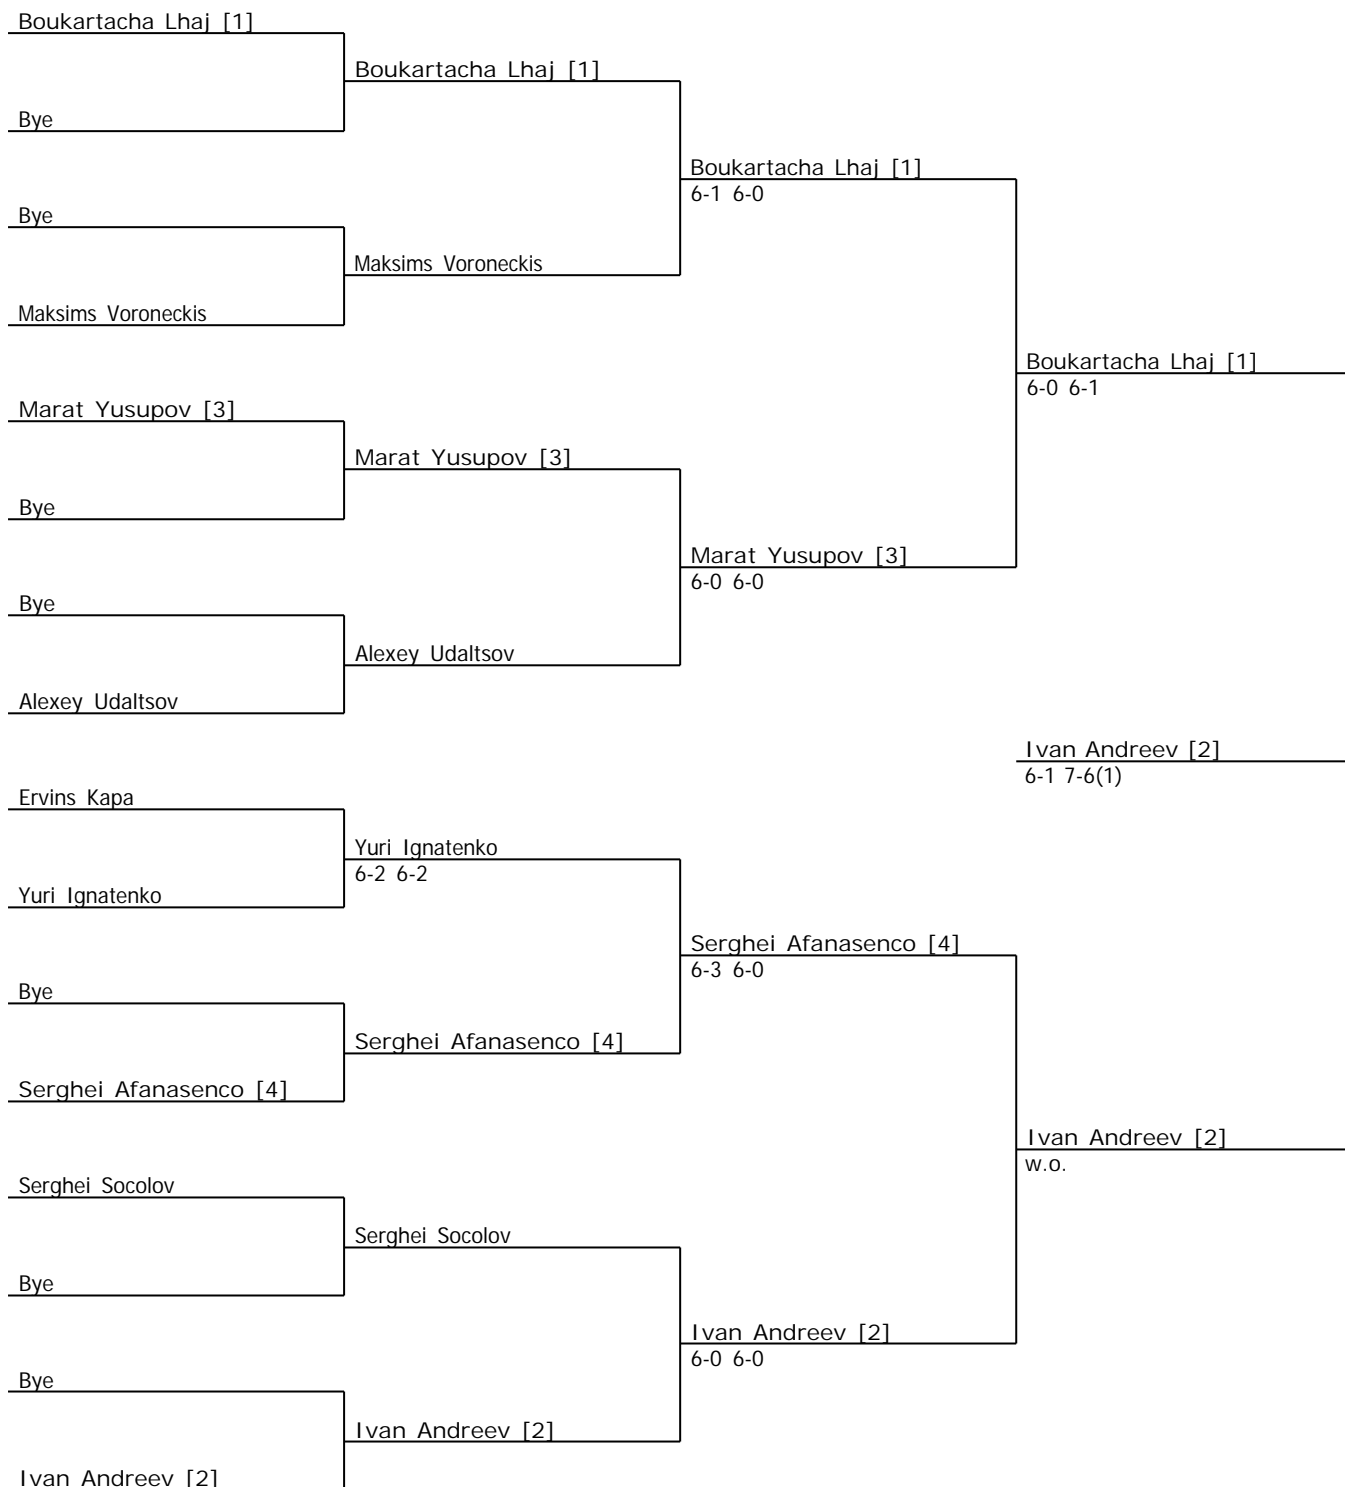 Boukartacha Lhaj [1]
Boukartacha Lhaj [1]
Bye
Boukartacha Lhaj [1]
6-1 6-0
Bye
Maksims Voroneckis
Maksims Voroneckis
Boukartacha Lhaj [1]
6-0 6-1
Marat Yusupov [3]
Marat Yusupov [3]
Bye
Marat Yusupov [3]
6-0 6-0
Bye
Alexey Udaltsov
Alexey Udaltsov
Ivan Andreev [2]
6-1 7-6(1)
Ervins Kapa
Yuri Ignatenko
6-2 6-2
Yuri Ignatenko
Serghei Afanasenco [4]
6-3 6-0
Bye
Serghei Afanasenco [4]
Serghei Afanasenco [4]
Ivan Andreev [2]
w.o.
Serghei Socolov
Serghei Socolov
Bye
Ivan Andreev [2]
6-0 6-0
Bye
Ivan Andreev [2]
Ivan Andreev [2]